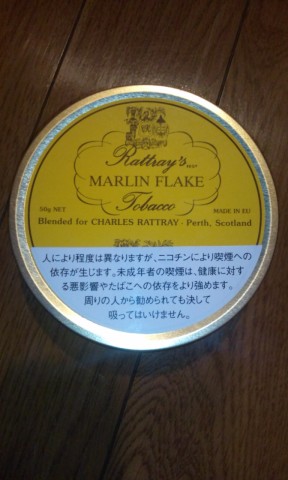 Rattray's
MARLIN FLAKE
Tobacco
50g NET
MADE IN EU
Blended for CHARLES RATTRAY · Perth, Scotland
人により程度は異なりますが、ニコチンにより喫煙への
依存が生じます。未成年者の喫煙は、健康に対す
る悪影響やたばこへの依存をより強めます。
周りの人から勧められても決して
吸ってはいけません。